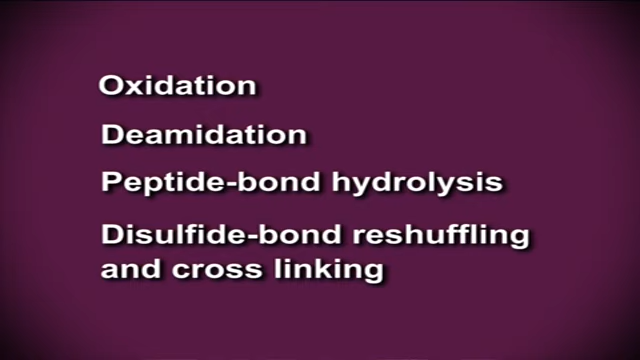 Oxidation
Deamidation
Peptide-bond hydrolysis
Disulfide-bond reshuffling
and cross linking